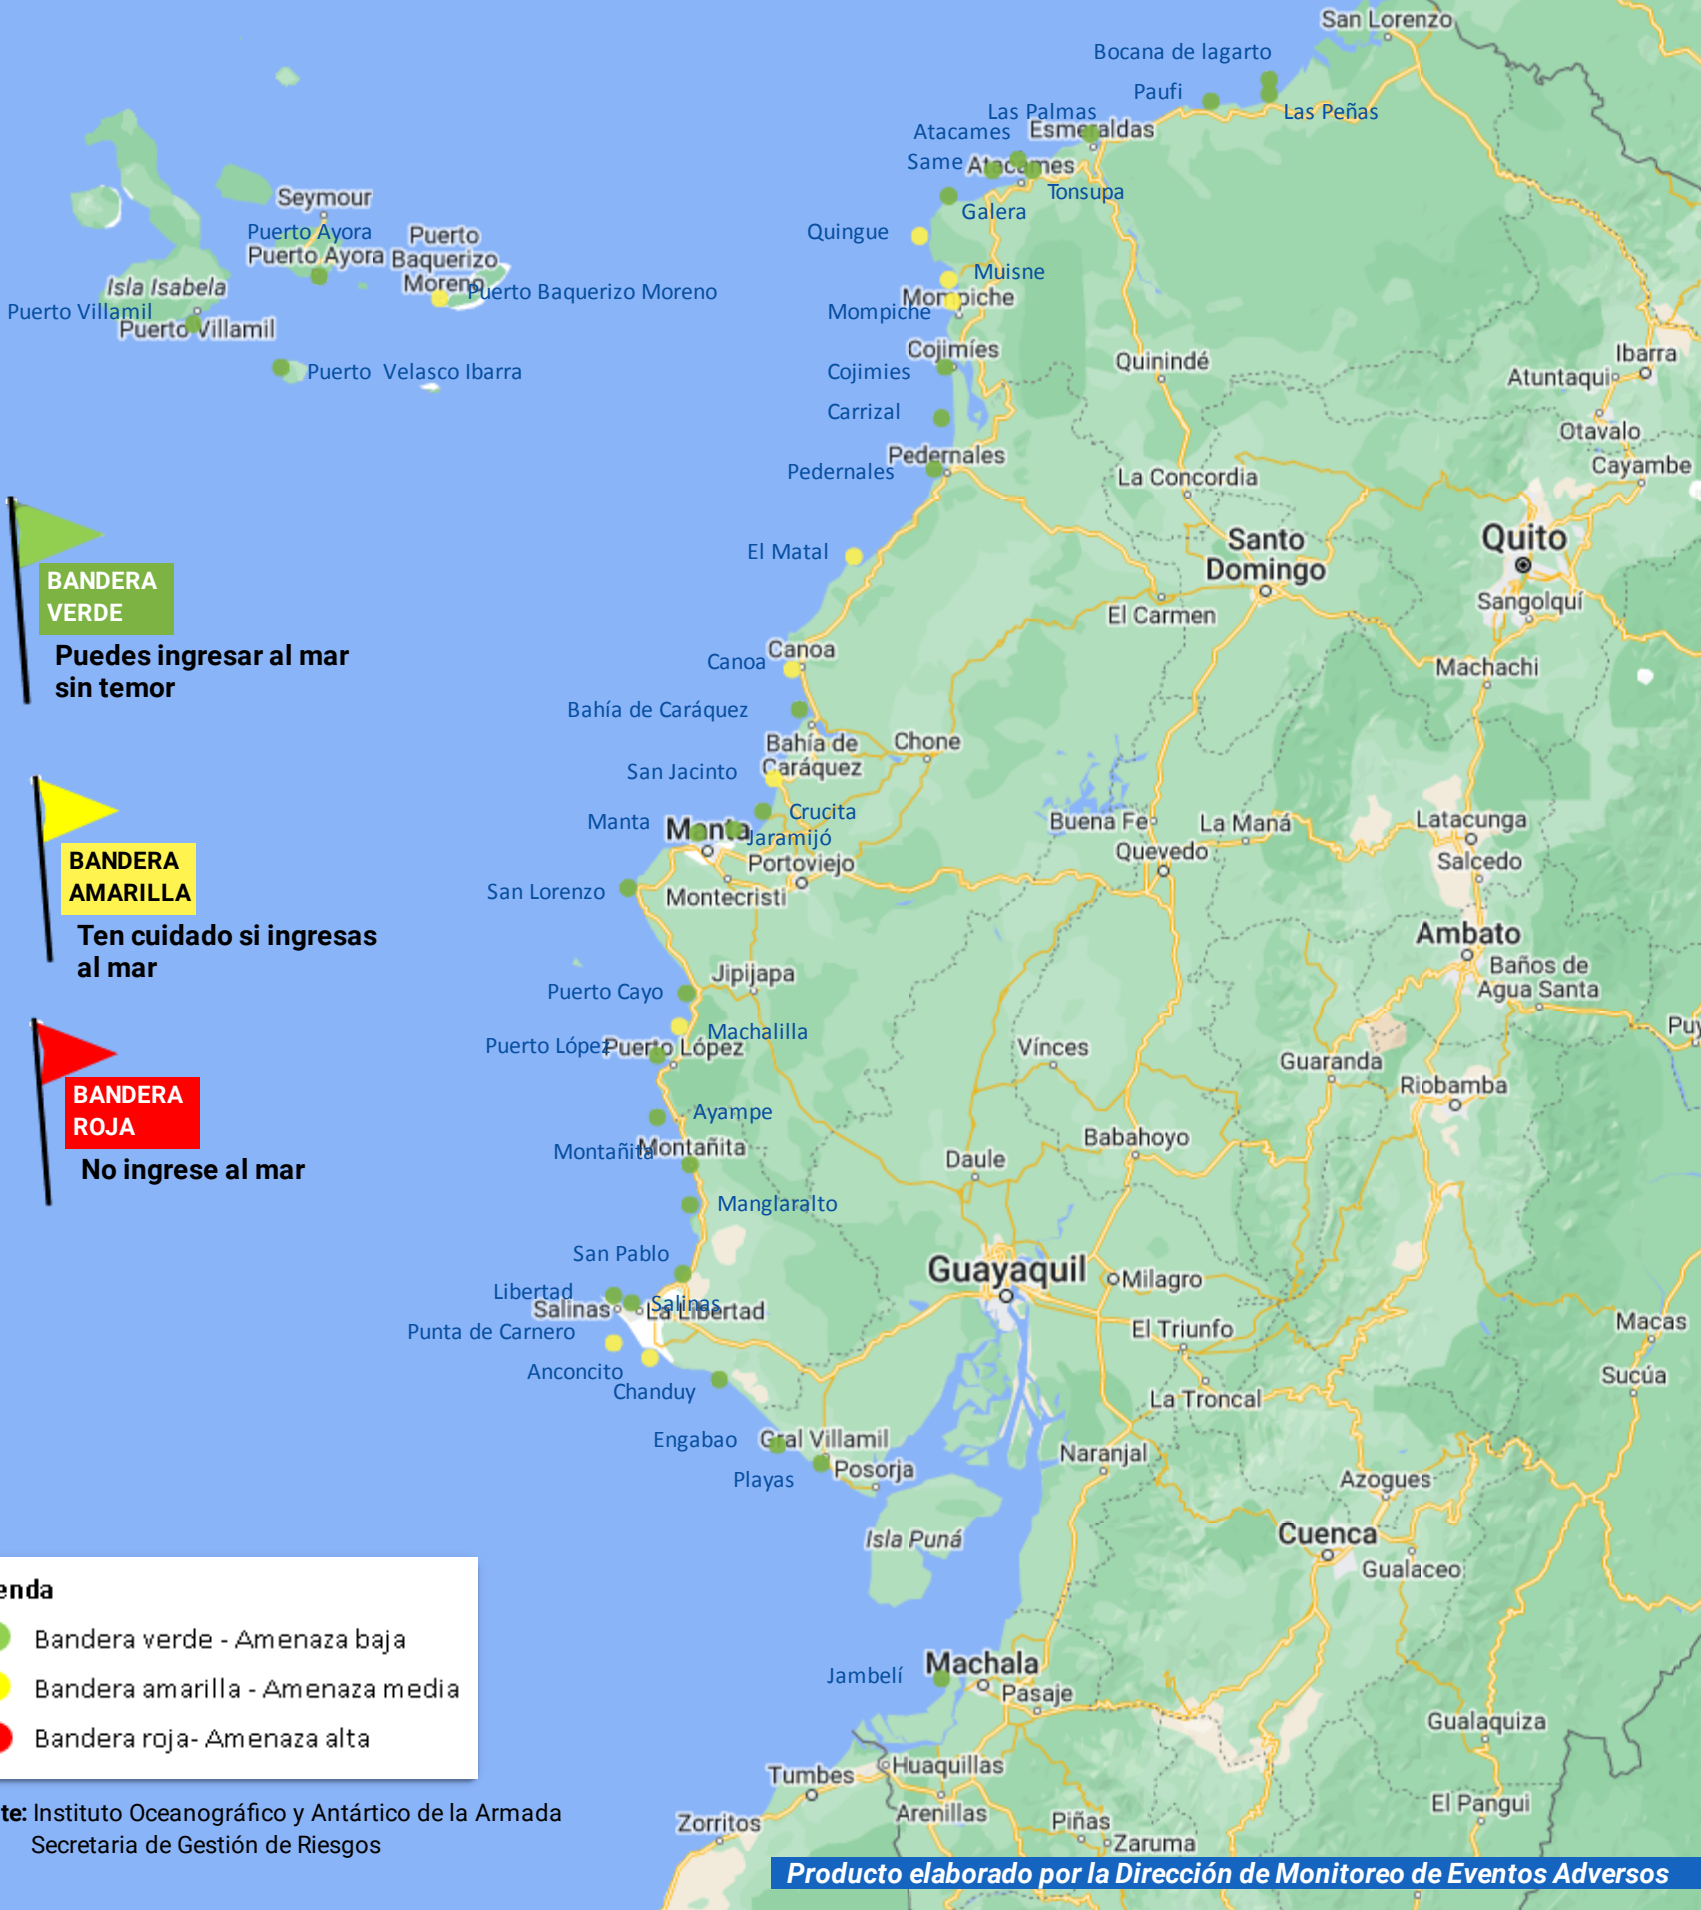 San Lorenzo
Bocana de lagarto
Paufi
Las Peñas
Las Palmas
Esmeraldas
Atacames
Same
Atacames
Tonsupa
Galera
Quingue
Muisne
Mompiche
Mompiche
Cojimíes
Cojimies
Carrizal
Pedernales
Pedernales
El Matal
Canoa
Canoa
Bahía de Caráquez
Bahía de
Caráquez
Chone
San Jacinto
Crucita
Manta
Manta
Jaramijó
Portoviejo
Montecristi
San Lorenzo
Jipijapa
Puerto Cayo
Machalilla
Puerto López
Puerto López
Ayampe
Montañita
Montañita
Manglaralto
San Pablo
Libertad
Salinas
Salinas
La Libertad
Punta de Carnero
Anconcito
Chanduy
Engabao
Gral Villamil
Playas
Posorja
Isla Puná
Jambelí
Machala
Pasaje
Huaquillas
Tumbes
Arenillas
Zorritos
Piñas
Zaruma
Seymour
Puerto Ayora
Puerto Ayora
Puerto
Baquerizo
Moreno
Puerto Baquerizo Moreno
Isla Isabela
Puerto Villamil
Puerto Villamil
Puerto Velasco Ibarra
Quinindé
Ibarra
Atuntaqui
Otavalo
Cayambe
La Concordia
Santo
Domingo
Quito
Sangolquí
El Carmen
Machachi
Buena Fe
La Maná
Latacunga
Quevedo
Salcedo
Ambato
Baños de
Agua Santa
Puy
Vínces
Guaranda
Riobamba
Babahoyo
Daule
Guayaquil
Milagro
El Triunfo
Macas
Sucúa
La Troncal
Naranjal
Azogues
Cuenca
Gualaceo
Gualaquiza
El Pangui
BANDERA
VERDE
Puedes ingresar al mar
sin temor
BANDERA
AMARILLA
Ten cuidado si ingresas
al mar
BANDERA
ROJA
No ingrese al mar
enda
Bandera verde - Amenaza baja
Bandera amarilla - Amenaza media
Bandera roja- Amenaza alta
te: Instituto Oceanográfico y Antártico de la Armada
Secretaria de Gestión de Riesgos
Producto elaborado por la Dirección de Monitoreo de Eventos Adversos